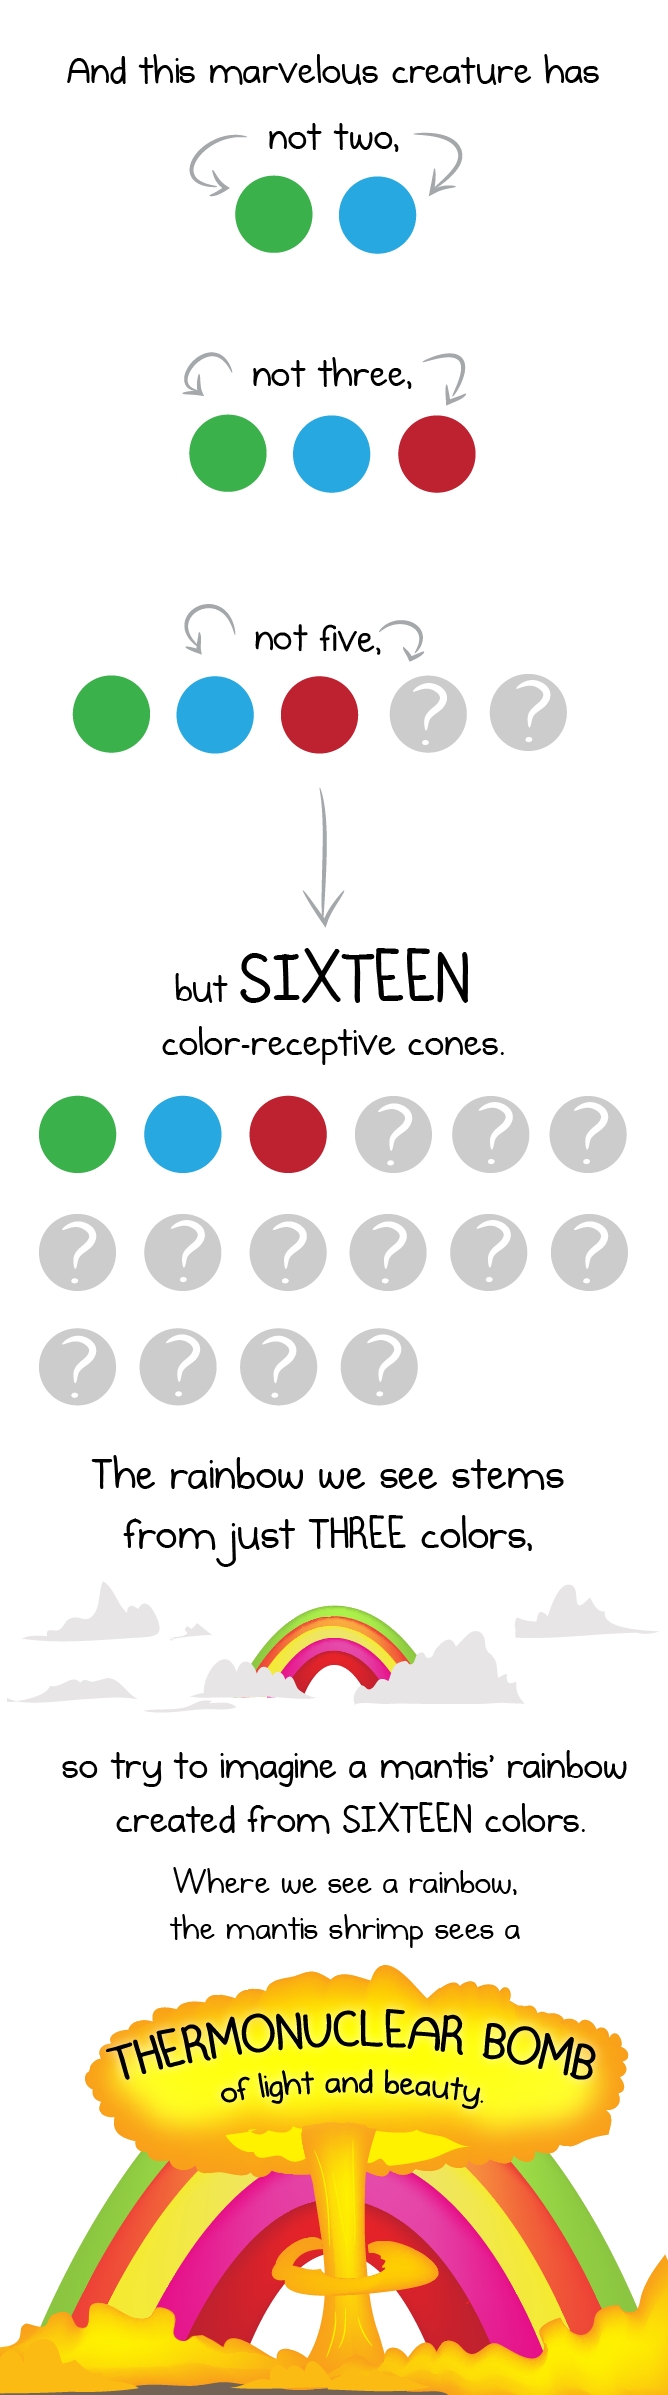 And this marvelous creature has
not two,
not three,
not five,
? ?
but SIXTEEN
color-receptive cones.
? ? ?
? ? ? ? ? ?
? ? ? ?
The rainbow we see stems
from just THREE colors,
so try to imagine a mantis' rainbow
created from SIXTEEN colors.
Where we see a rainbow,
the mantis shrimp sees a
THERMONUCLEAR BOMB
of light and beauty.